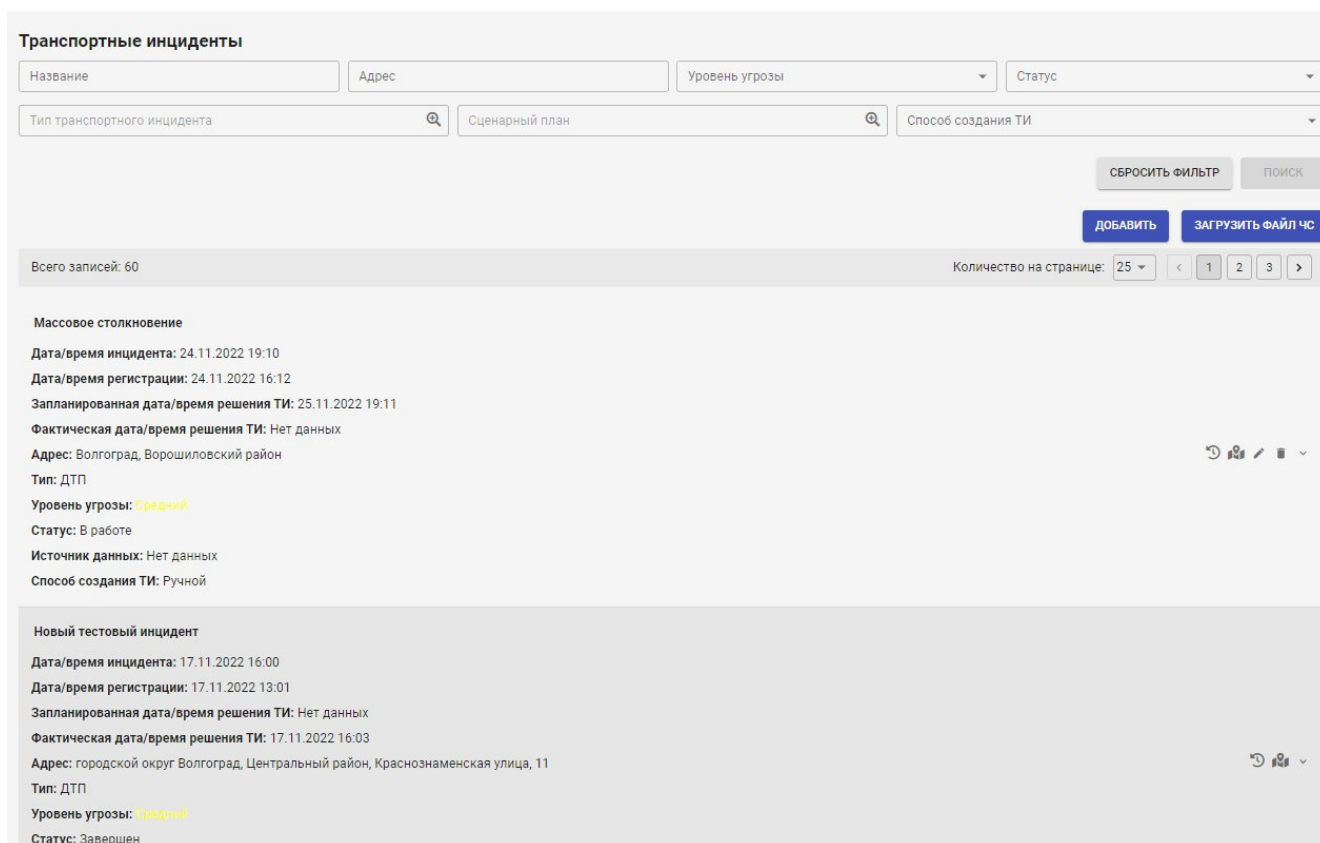 Транспортные инциденты
Название Адрес Уровень угрозы Статус
Тип транспортного инцидента Сценарный план Способ создания ТИ
СБРОСИТЬ ФИЛЬТР ПОИСК
ДОБАВИТЬ ЗАГРУЗИТЬ ФАЙЛ ЧС
Всего записей: 60 Количество на странице: 25 < 1 2 3 >
Массовое столкновение
Дата/время инцидента: 24.11.2022 19:10
Дата/время регистрации: 24.11.2022 16:12
Запланированная дата/время решения ТИ: 25.11.2022 19:11
Фактическая дата/время решения ТИ: Нет данных
Адрес: Волгоград, Ворошиловский район
Тип: ДТП
Уровень угрозы: Средний
Статус: В работе
Источник данных: Нет данных
Способ создания ТИ: Ручной
Новый тестовый инцидент
Дата/время инцидента: 17.11.2022 16:00
Дата/время регистрации: 17.11.2022 13:01
Запланированная дата/время решения ТИ: Нет данных
Фактическая дата/время решения ТИ: 17.11.2022 16:03
Адрес: городской округ Волгоград, Центральный район, Краснознаменская улица, 11
Тип: ДТП
Уровень угрозы: Средний
Статус: Завершен